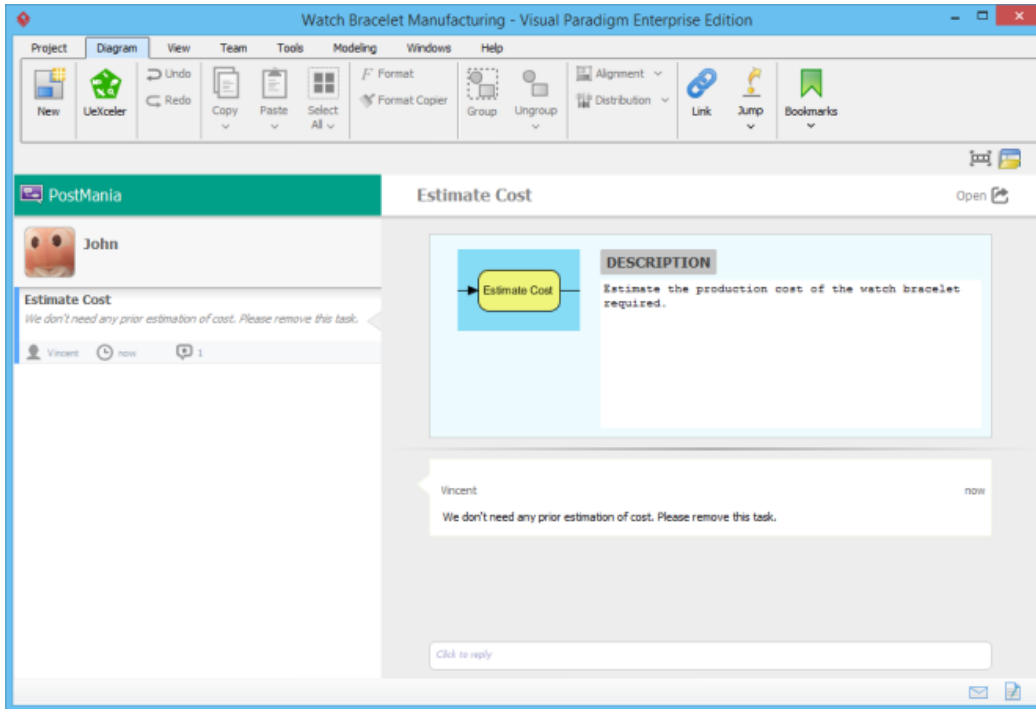 Watch Bracelet Manufacturing - Visual Paradigm Enterprise Edition
Project Diagram View Team Tools Modeling Windows Help
New
UeXceler
Undo
Redo
Copy
Paste
Select
All
Format
Format Copier
Group
Ungroup
Alignment
Distribution
Link
Jump
Bookmarks
PostMania
Estimate Cost
Open
John
Estimate Cost
We don't need any prior estimation of cost. Please remove this task.
Vincent now 1
Estimate Cost
DESCRIPTION
Estimate the production cost of the watch bracelet
required.
Vincent now
We don't need any prior estimation of cost. Please remove this task.
Click to reply